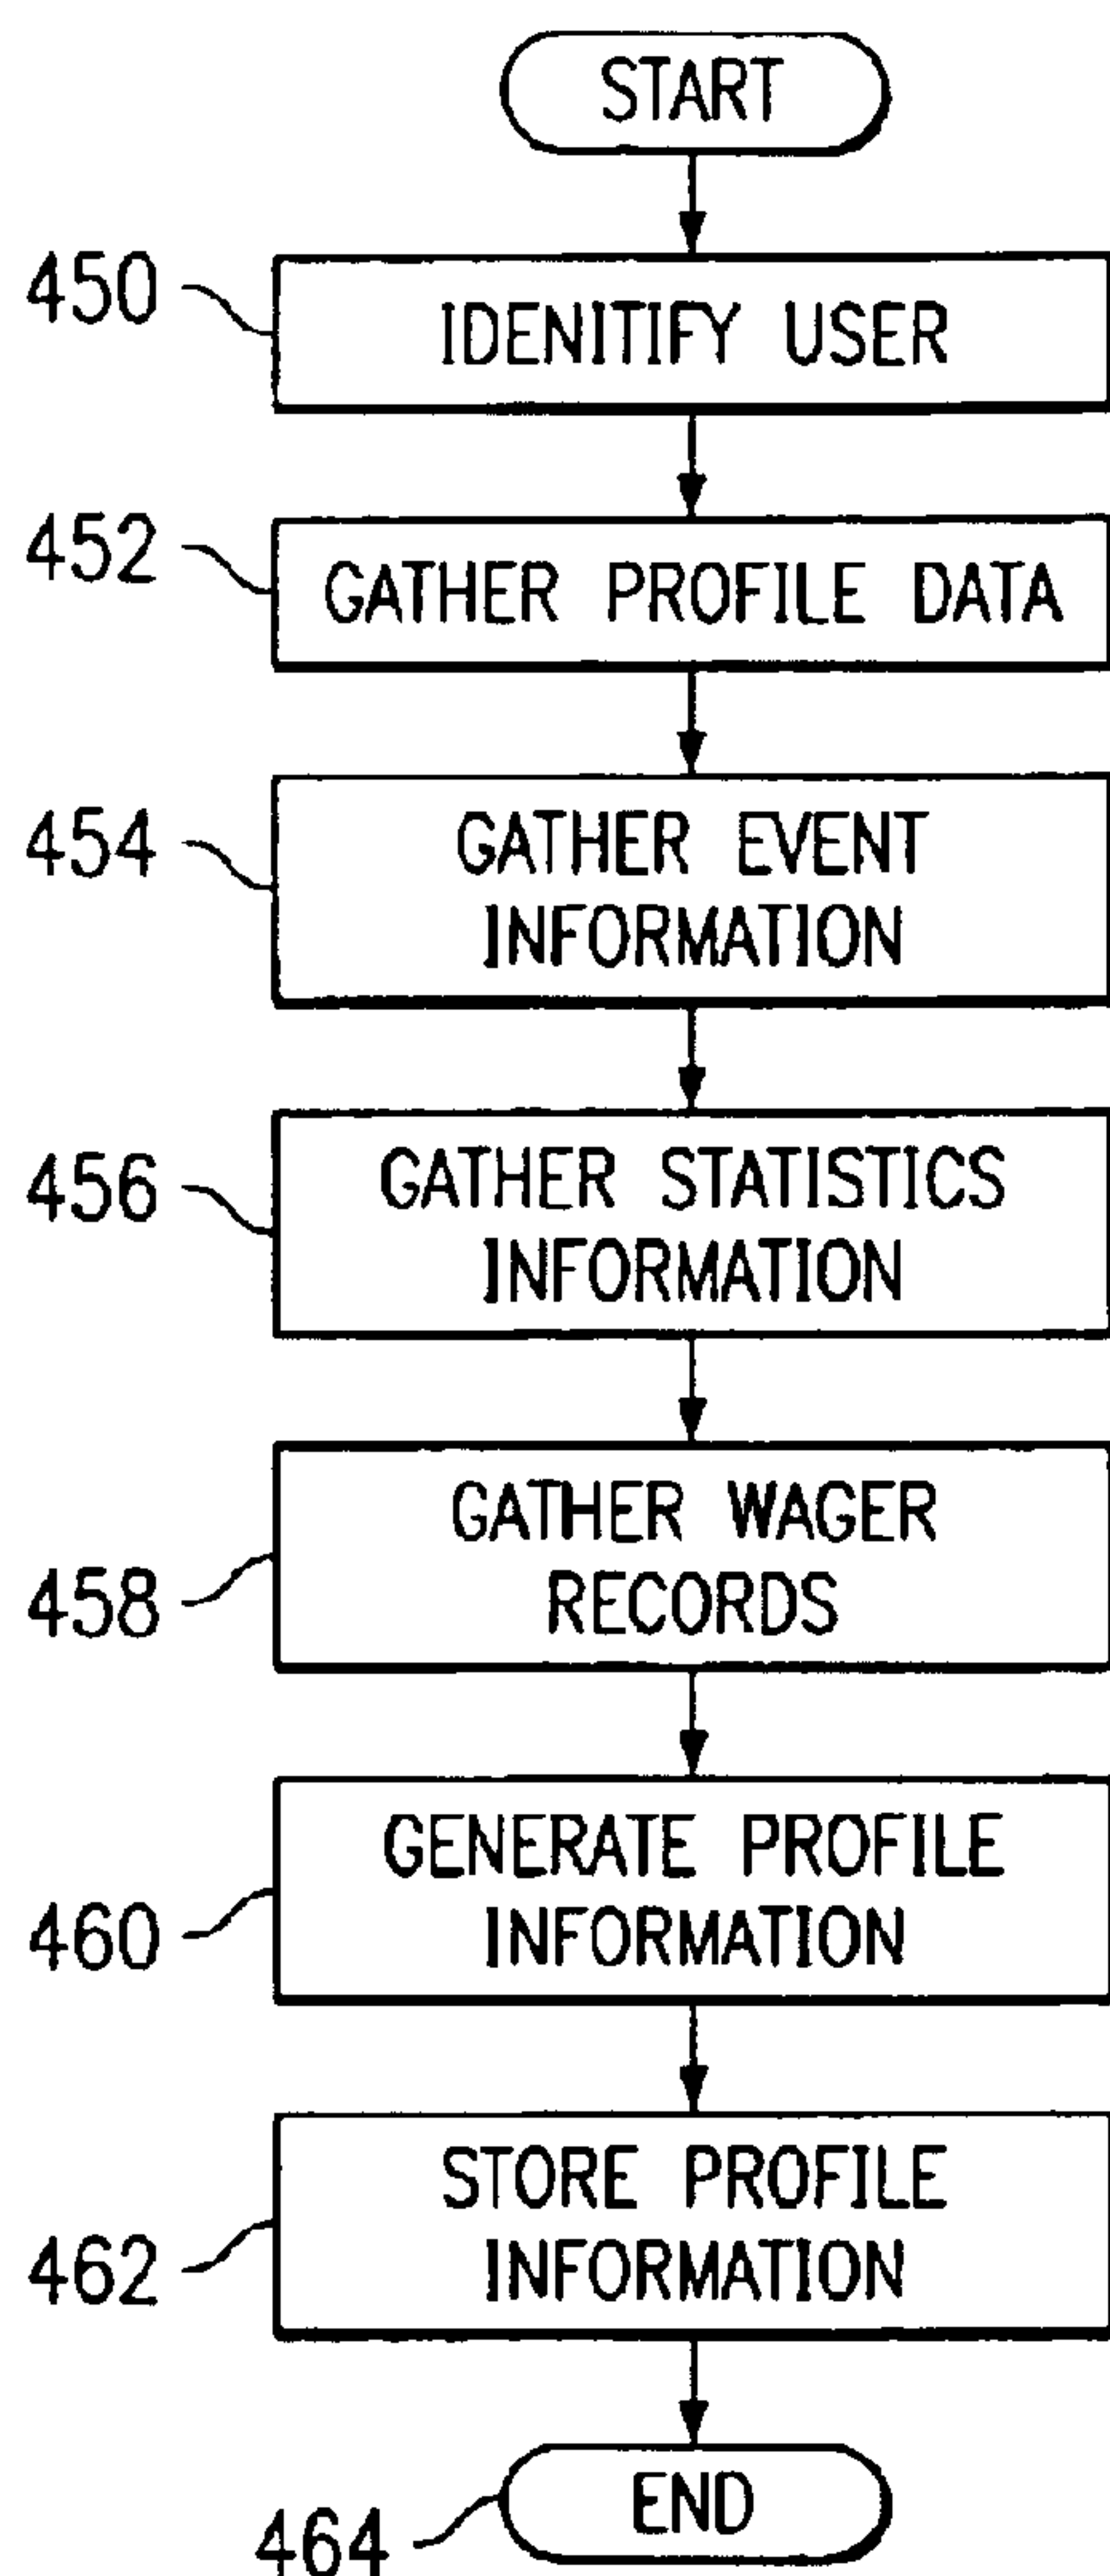 START
450
IDENITIFY USER
452
GATHER PROFILE DATA
454
GATHER EVENT
INFORMATION
456
GATHER STATISTICS
INFORMATION
GATHER WAGER
RECORDS
458
GENERATE PROFILE
INFORMATION
460
STORE PROFILE
INFORMATION
462
END
464